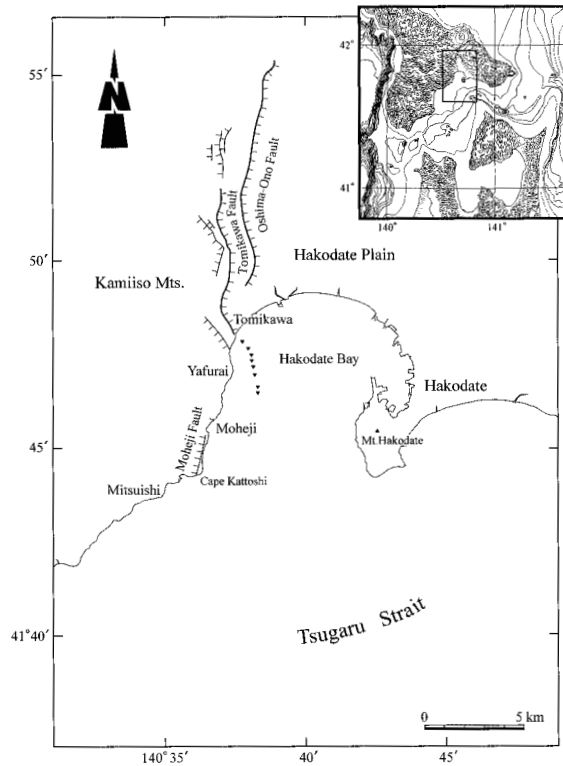 42°
41°
140°
141°
55′
N
Oshima-Ono Fault
Tomikawa Fault
50′
Hakodate Plain
Kamiiso Mts.
Tomikawa
Hakodate Bay
Yafurai
Hakodate
Moheji Fault
Moheji
Mt.Hakodate
45′
Cape Kattoshi
Mitsuishi
Tsugaru Strait
41°40′
0 5 km
140°35′ 40′ 45′